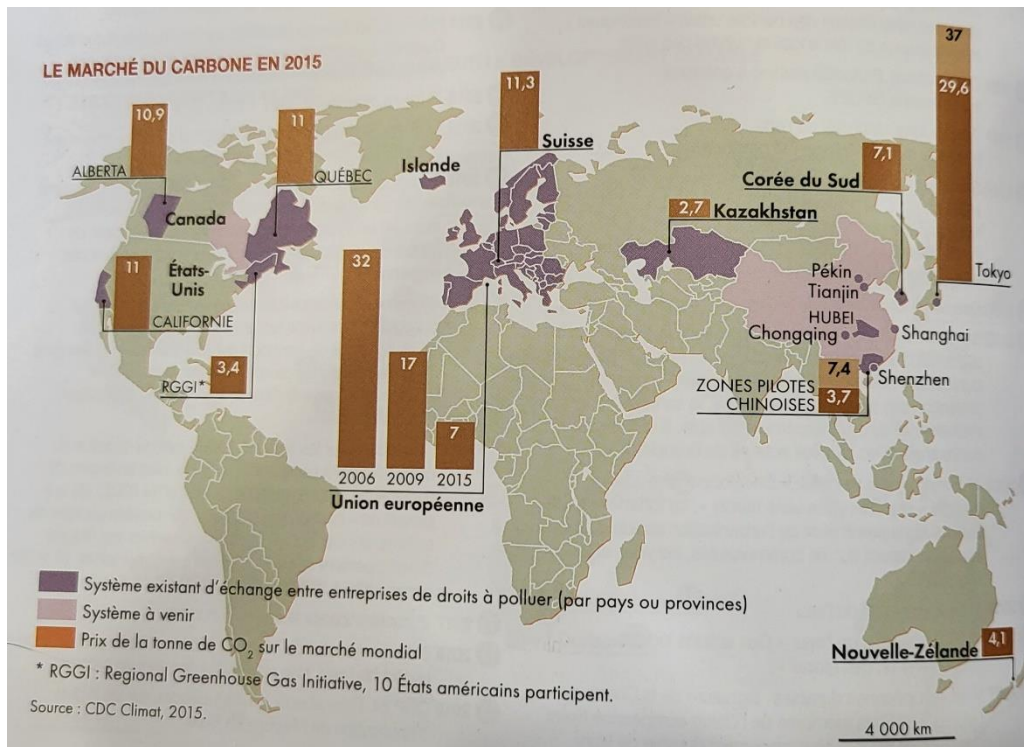 LE MARCHÉ DU CARBONE EN 2015
10,9
ALBERTA
11
QUÉBEC
Canada
11
États-
Unis
CALIFORNIE
3,4
RGGI*
Islande
11,3
Suisse
32
17
7
2006 2009 2015
Union européenne
2,7
Kazakhstan
7,1
Corée du Sud
37
29,6
Tokyo
Pékin
Tianjin
HUBEI
Chongqing
Shanghai
Shenzhen
7,4
3,7
ZONES PILOTES
CHINOISES
4,1
Nouvelle-Zélande
Système existant d'échange entre entreprises de droits à polluer (par pays ou provinces)
Système à venir
Prix de la tonne de CO₂ sur le marché mondial
* RGGI : Regional Greenhouse Gas Initiative, 10 États américains participent.
Source : CDC Climat, 2015.
4 000 km